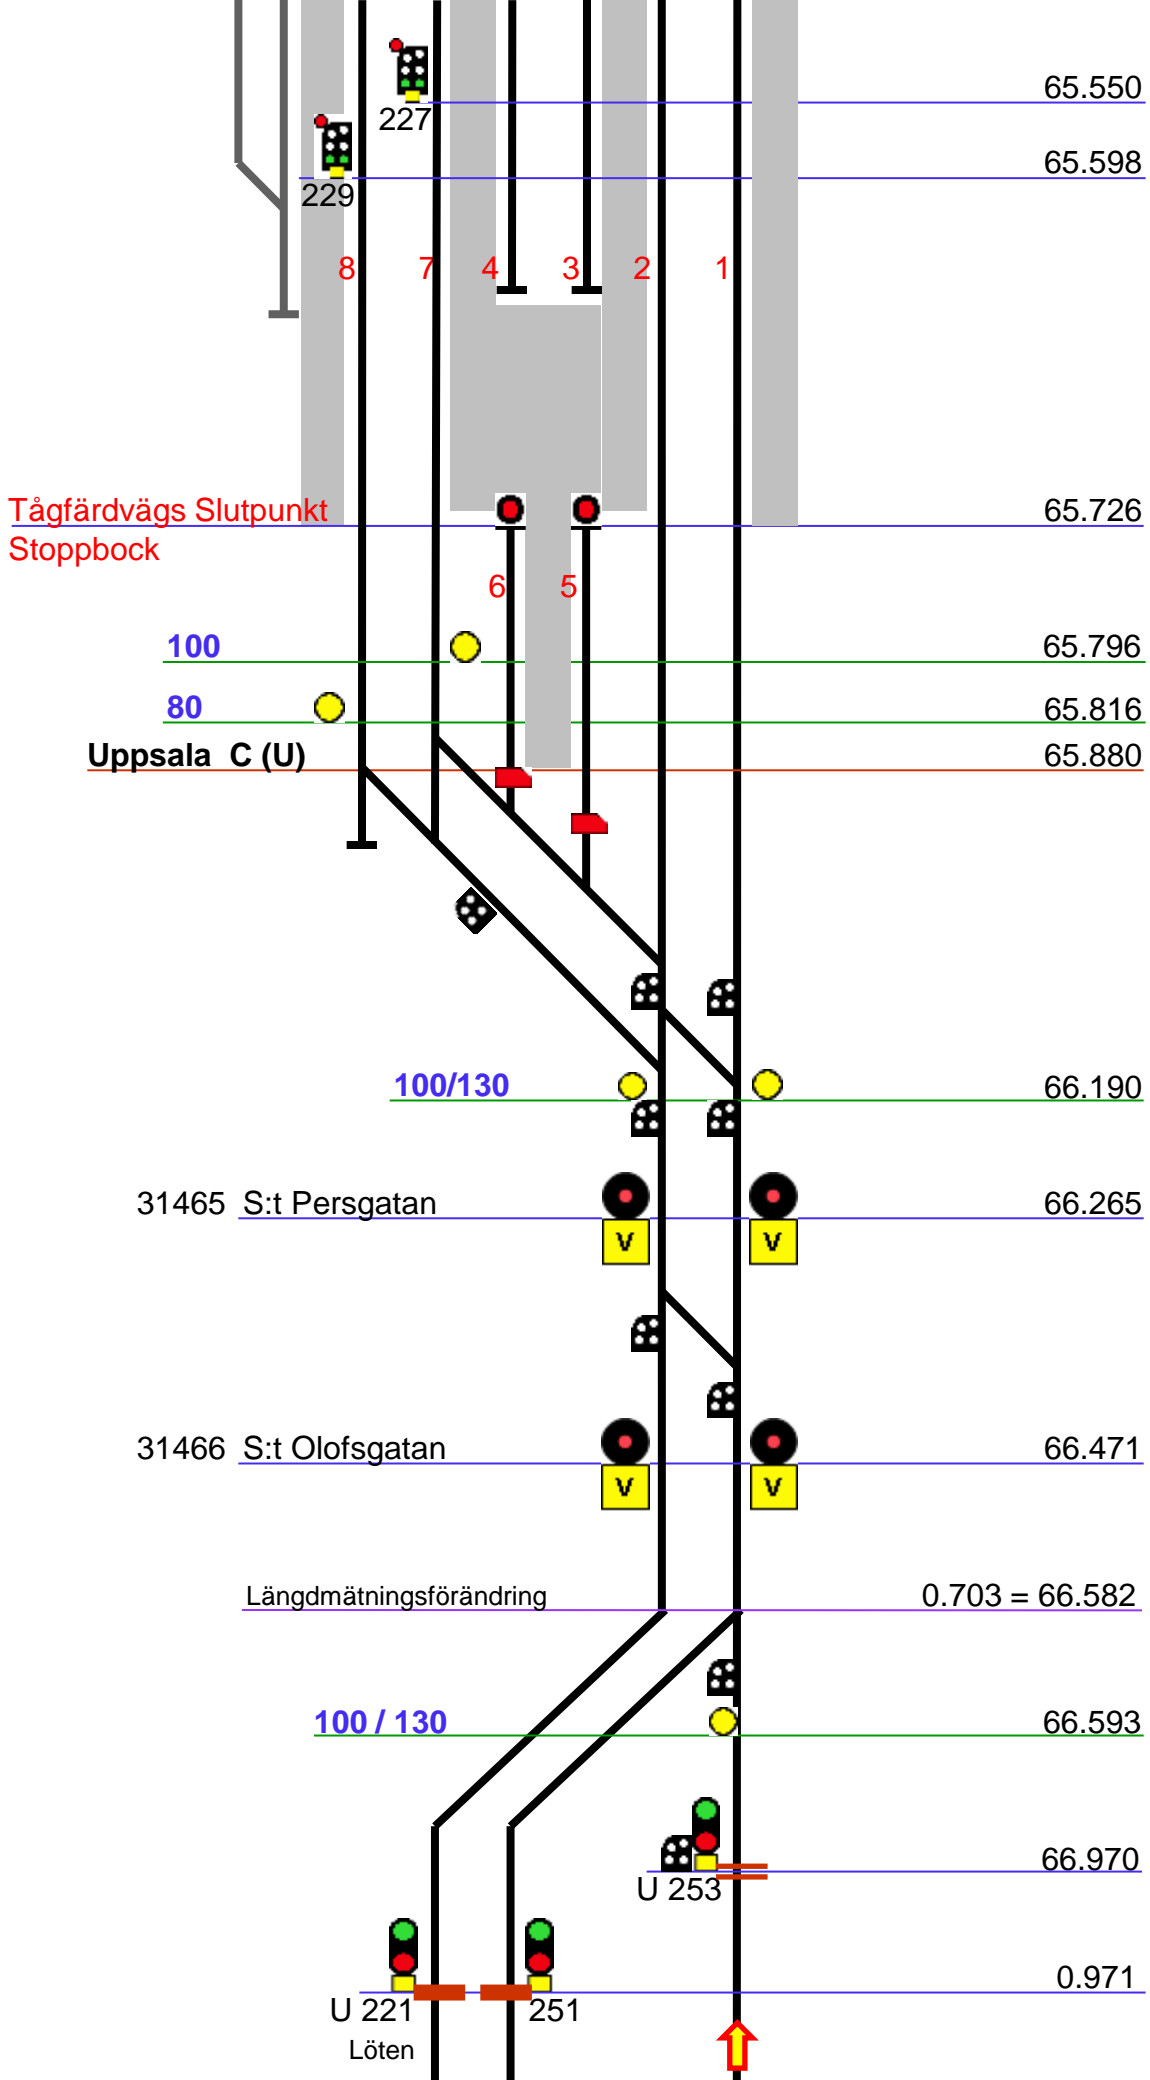 65.550
227
65.598
229
8 7 4 3 2 1
Tågfärdvägs Slutpunkt 65.726
Stoppbock
6 5
100 65.796
80 65.816
Uppsala C (U) 65.880
100/130 66.190
31465 S:t Persgatan 66.265
V V
31466 S:t Olofsgatan 66.471
V V
Längdmätningsförändring 0.703 = 66.582
100 / 130 66.593
66.970
U 253
0.971
U 221 251
Löten